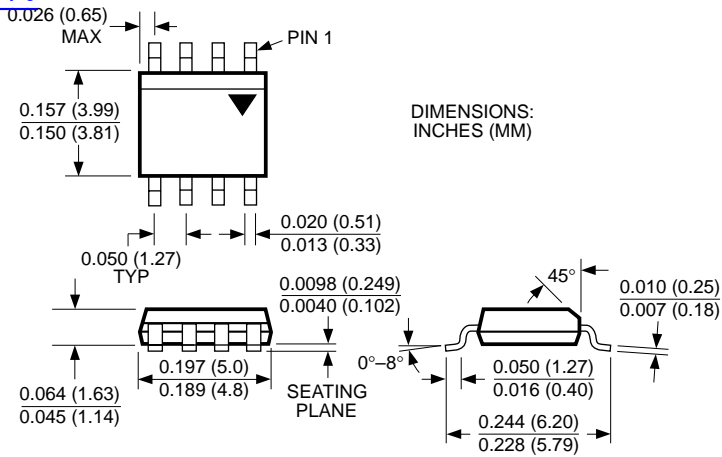 0.026 (0.65)
MAX
PIN 1
0.157 (3.99)
0.150 (3.81)
DIMENSIONS:
INCHES (MM)
0.020 (0.51)
0.013 (0.33)
0.050 (1.27)
TYP
0.0098 (0.249)
0.0040 (0.102)
45°
0.010 (0.25)
0.007 (0.18)
0°–8°
0.197 (5.0)
0.189 (4.8)
SEATING
PLANE
0.050 (1.27)
0.016 (0.40)
0.064 (1.63)
0.045 (1.14)
0.244 (6.20)
0.228 (5.79)